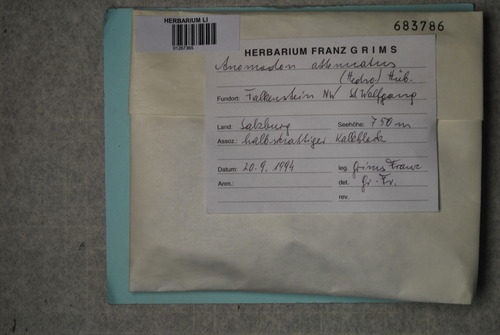 HERBARIUM LI
683786
HERBARIUM FRANZ GRIMS
Anomodon attenuatus
(Hedw.) Hüb.
Fundort: Falkenstein NW St. Wolfgang
Land: Salzburg Seehöhe: 750 m
Assoz.: halbschattiger Kalkblock
Datum: 20.9.1994 leg. Grims Franz
Anm.: det. Gr. Fr.
rev.